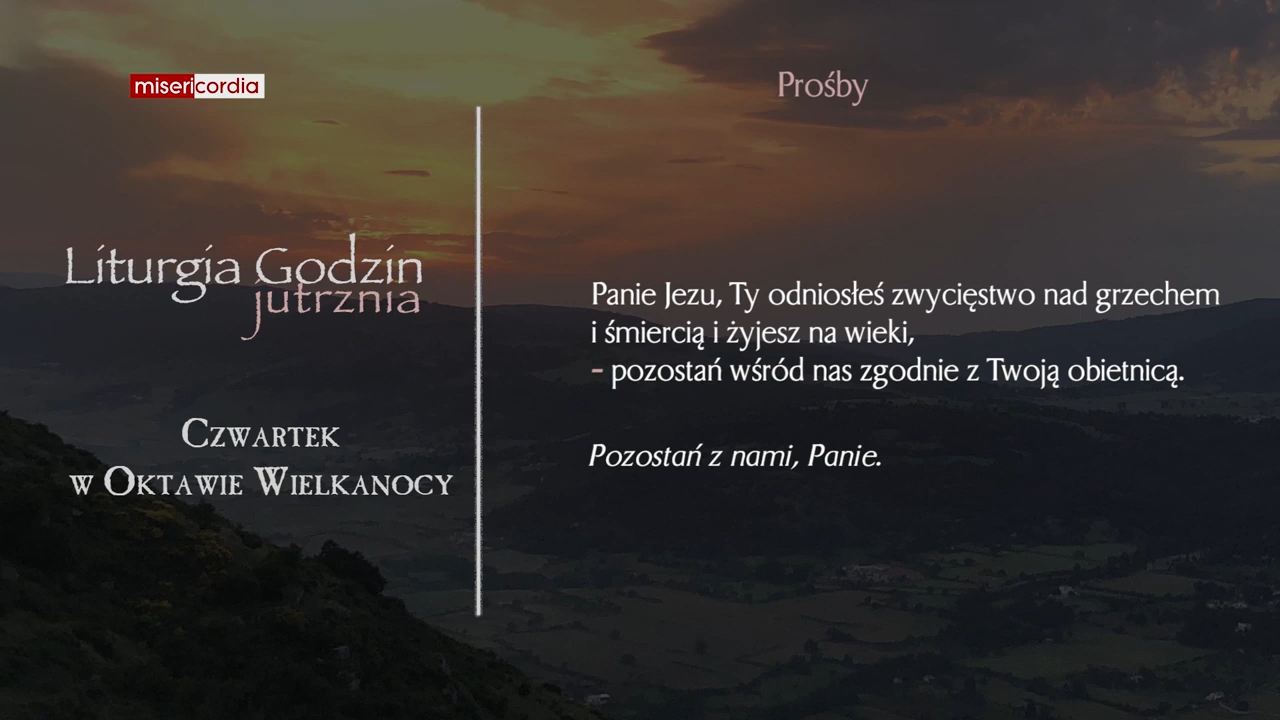 misericordia
Liturgia Godzin
jutrznia
Czwartek
w Oktawie Wielkanocy
Prośby
Panie Jezu, Ty odniosłeś zwycięstwo nad grzechem
i śmiercią i żyjesz na wieki,
- pozostań wśród nas zgodnie z Twoją obietnicą.
Pozostań z nami, Panie.